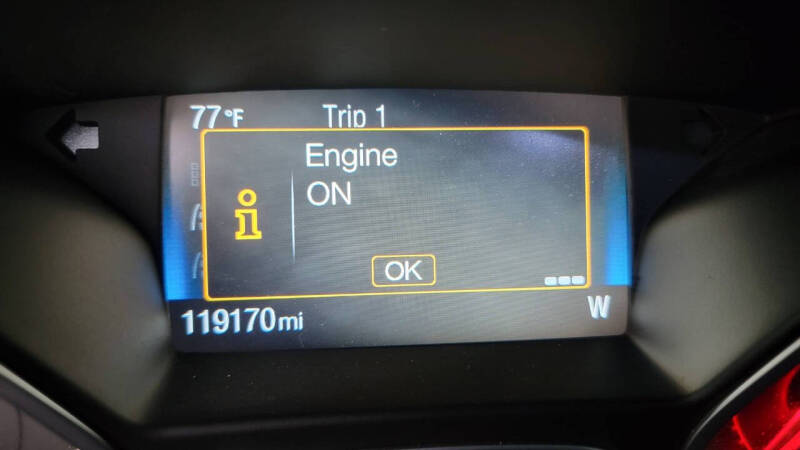 77°F Trip 1
Engine
ON
OK
119170mi W